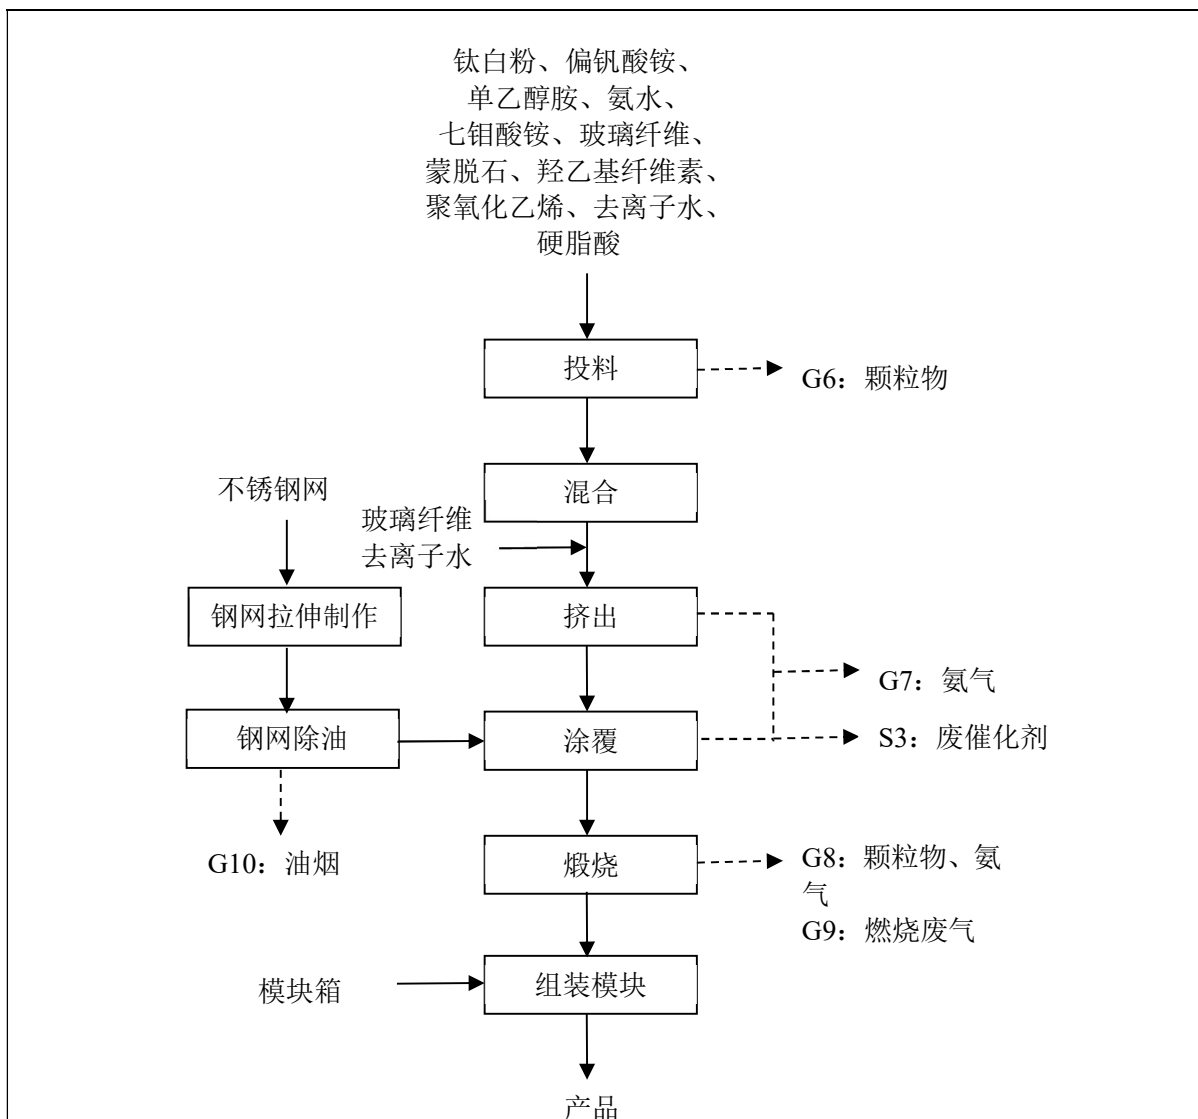 钛白粉、偏钒酸铵、
单乙醇胺、氨水、
七钼酸铵、玻璃纤维、
蒙脱石、羟乙基纤维素、
聚氧化乙烯、去离子水、
硬脂酸
投料
G6：颗粒物
混合
不锈钢网
玻璃纤维
去离子水
钢网拉伸制作
挤出
G7：氨气
钢网除油
涂覆
S3：废催化剂
G10：油烟
煅烧
G8：颗粒物、氨
气
G9：燃烧废气
模块箱
组装模块
产品